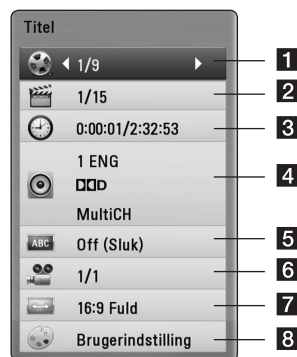 Titel
1/9 1
1/15 2
0:00:01/2:32:53 3
1 ENG
DD D 4
MultiCH
ABC Off (Sluk) 5
1/1 6
16:9 Fuld 7
Brugerindstilling 8